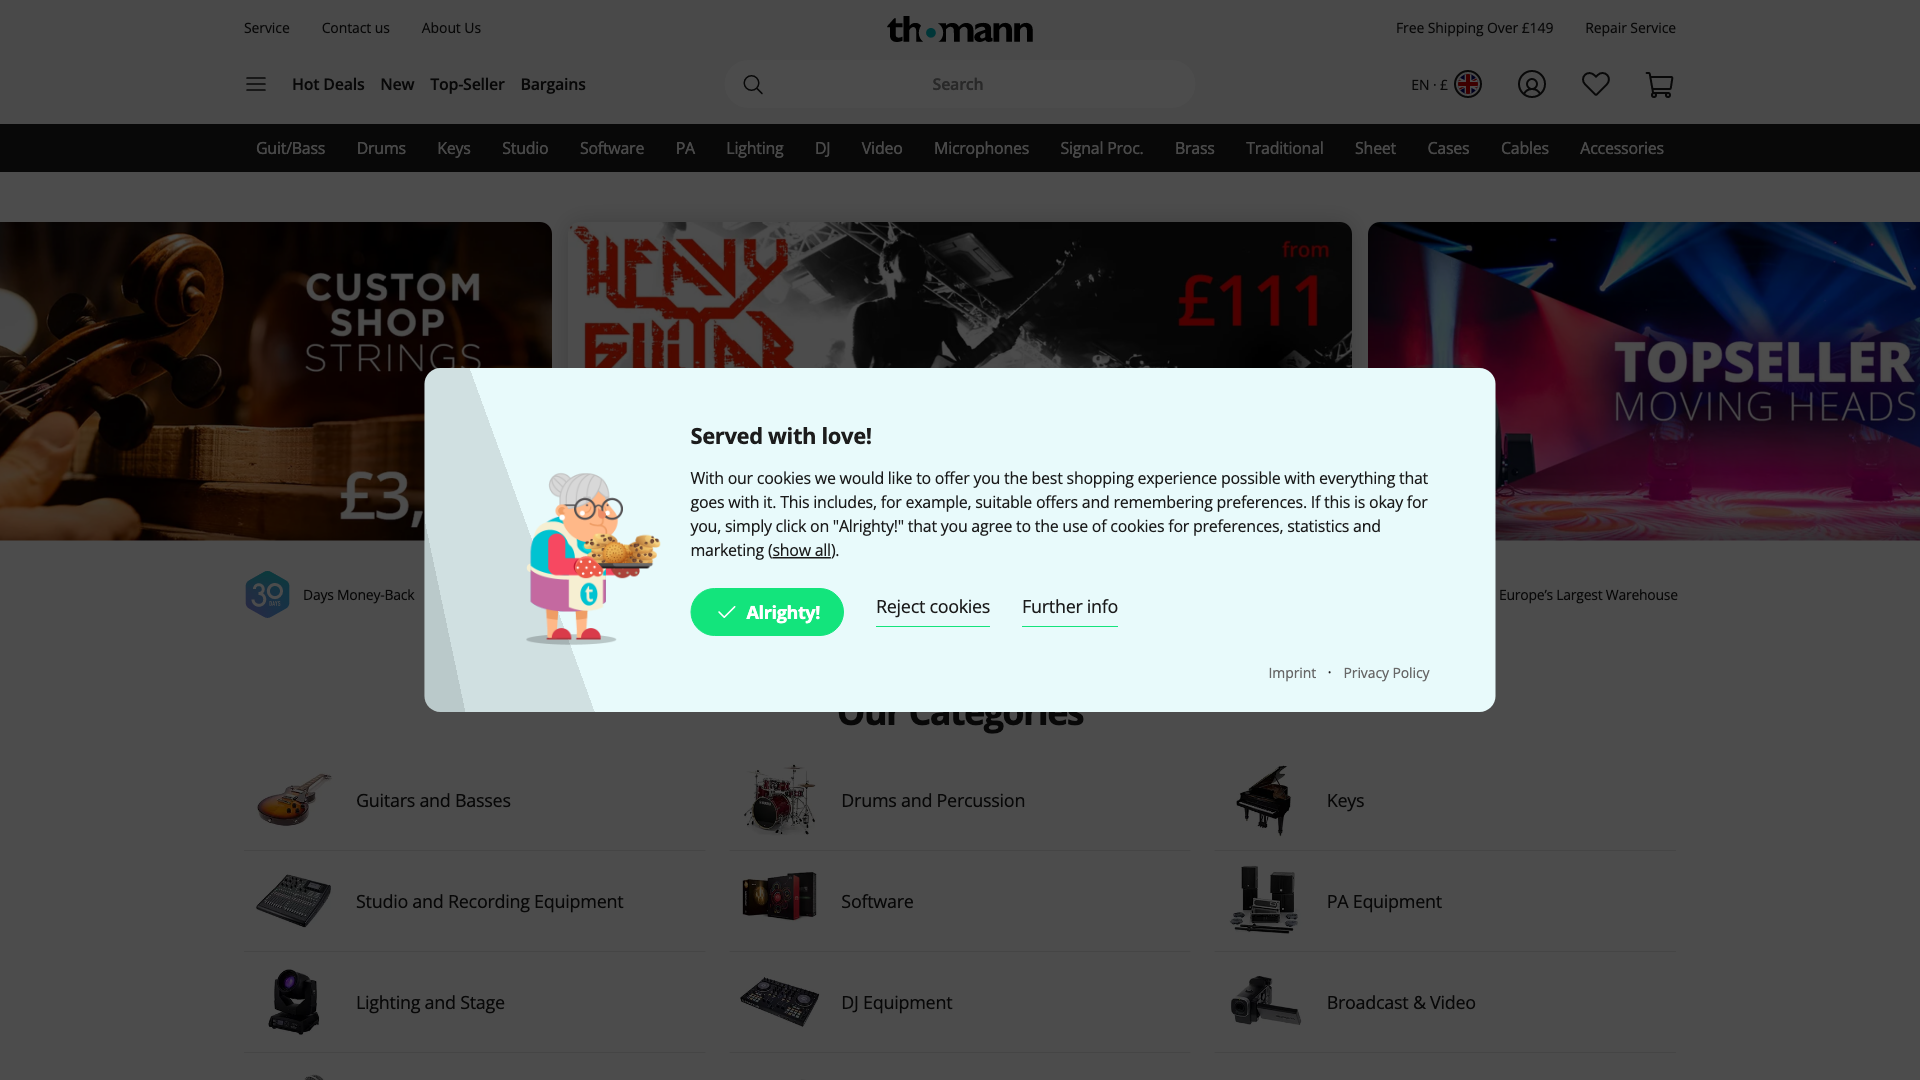 Service Contact us About Us
thomann
Free Shipping Over £149 Repair Service
Hot Deals New Top-Seller Bargains
Search
EN · £
Guit/Bass Drums Keys Studio Software PA Lighting DJ Video Microphones Signal Proc. Brass Traditional Sheet Cases Cables Accessories
CUSTOM
SHOP
STRINGS
£3,
HEAVY
GUITAR
from
£111
TOPSELLER
MOVING HEADS
Served with love!
With our cookies we would like to offer you the best shopping experience possible with everything that
goes with it. This includes, for example, suitable offers and remembering preferences. If this is okay for
you, simply click on "Alrighty!" that you agree to the use of cookies for preferences, statistics and
marketing (show all).
t
Alrighty! Reject cookies Further info
Imprint · Privacy Policy
30
DAYS
Days Money-Back
Europe's Largest Warehouse
Our Categories
Guitars and Basses
Drums and Percussion
Keys
Studio and Recording Equipment
Software
PA Equipment
Lighting and Stage
DJ Equipment
Broadcast & Video